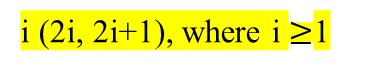 i (2i, 2i+1), where i ≥1